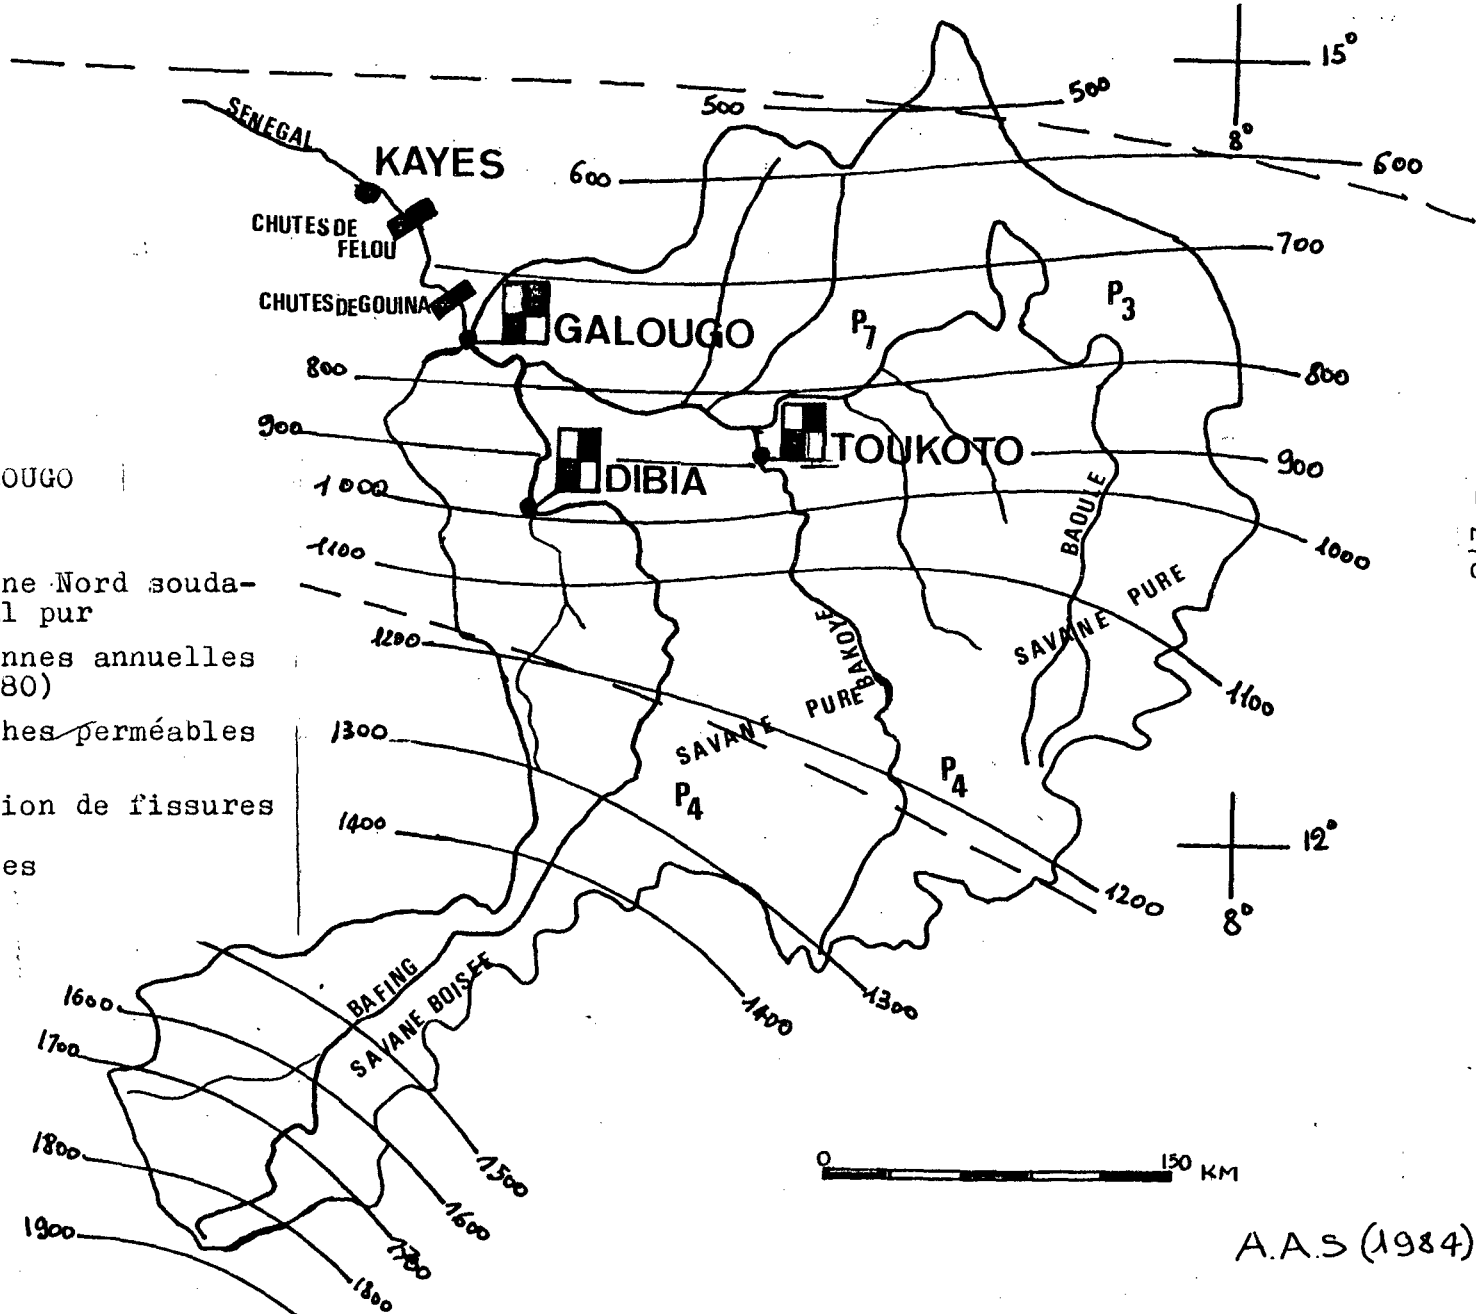 15°
500
500
8°
SENEGAL
KAYES
600
600
CHUTES DE
FELOU
700
CHUTES DE GOUINA
P3
P7
GALOUGO
800
800
900
TOUKOTO
900
OUGO
DIBIA
1000
BAOULE
1000
1100
ne Nord souda-
l pur
SAVANE PURE
1200
BAKOYE
nnes annuelles
80)
1100
SAVANE PURE
hes perméables
1300
P4
P4
ion de fissures
1400
12°
es
1200
8°
BAFING
SAVANE BOISEE
1600
1300
1400
1700
1800
1500
0 150 KM
1600
1900
1700
1800
A.A.S (1984)